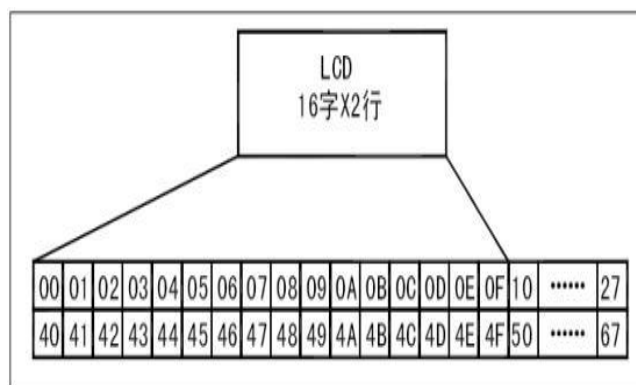 LCD
16字X2行
00 01 02 03 04 05 06 07 08 09 0A 0B 0C 0D 0E 0F 10 ...... 27
40 41 42 43 44 45 46 47 48 49 4A 4B 4C 4D 4E 4F 50 ...... 67